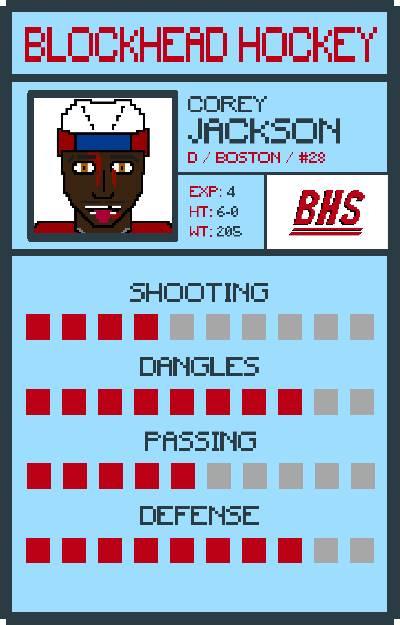 BLOCKHEAD HOCKEY
COREY
JACKSON
D / BOSTON / #28
EXP: 4
HT: 6-0
WT: 205
BHS
SHOOTING
DANGLES
PASSING
DEFENSE